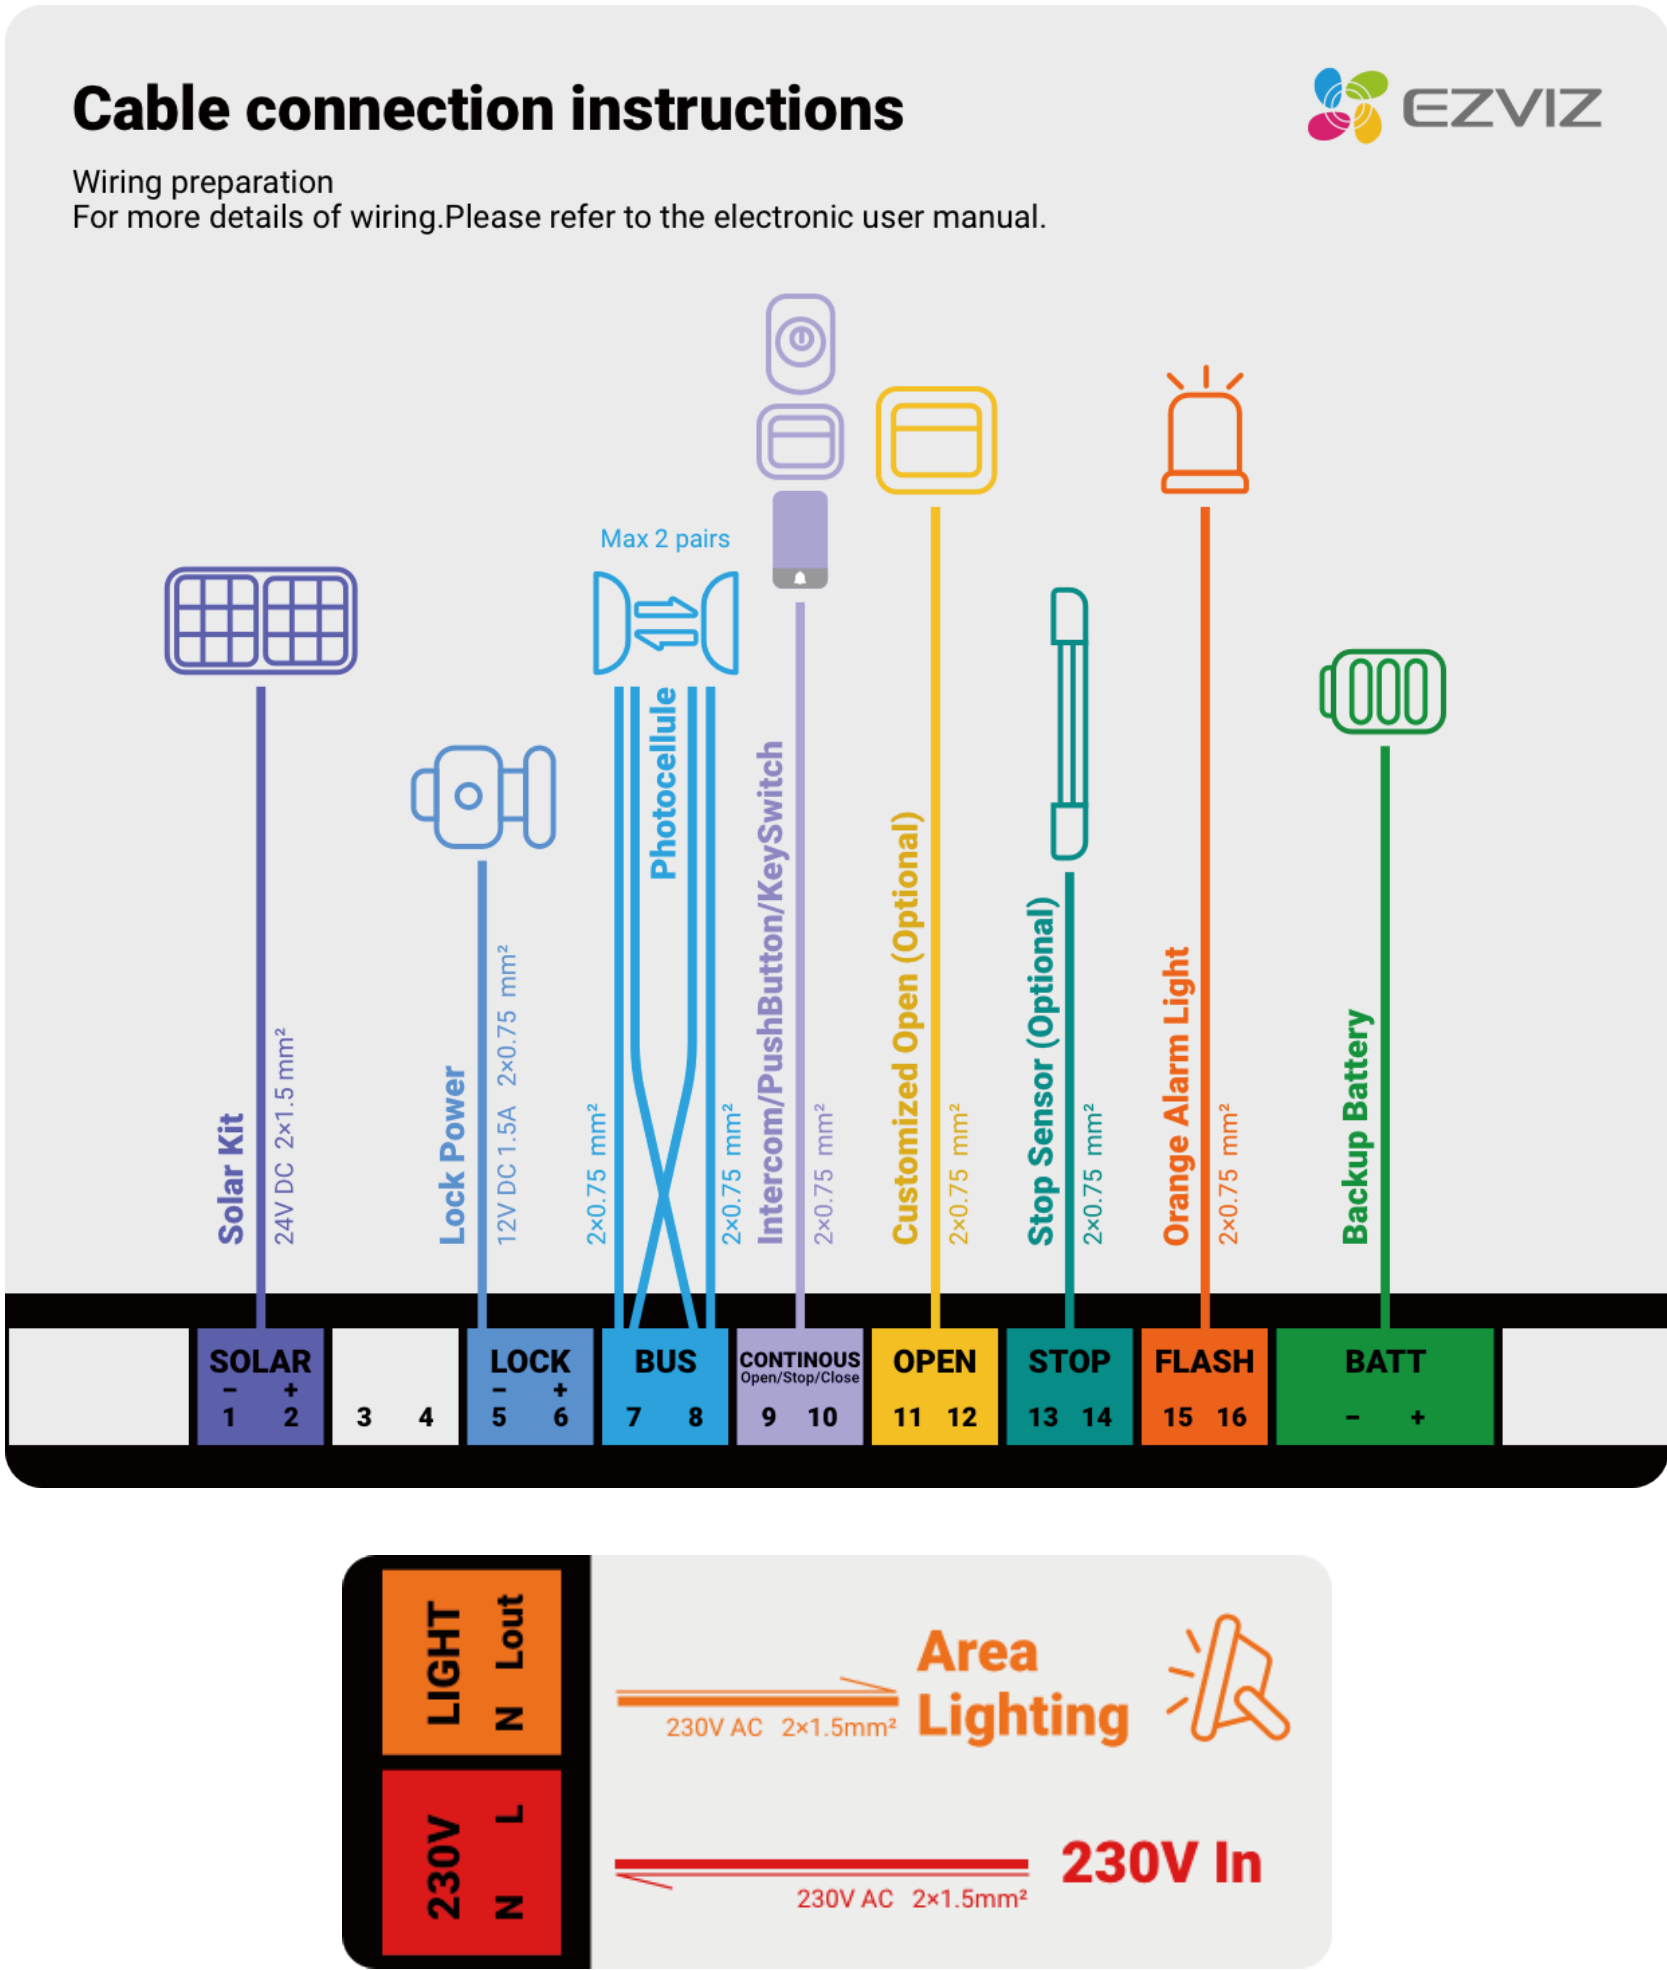 Cable connection instructions
EZVIZ
Wiring preparation
For more details of wiring.Please refer to the electronic user manual.
Max 2 pairs
Solar Kit
24V DC 2×1.5 mm²
Lock Power
12V DC 1.5A 2×0.75 mm²
2×0.75 mm²
Photocellule
2×0.75 mm²
Intercom/PushButton/KeySwitch
2×0.75 mm²
Customized Open (Optional)
2×0.75 mm²
Stop Sensor (Optional)
2×0.75 mm²
Orange Alarm Light
2×0.75 mm²
Backup Battery
SOLAR
− +
1 2
3 4
LOCK
− +
5 6
BUS
7 8
CONTINOUS
Open/Stop/Close
9 10
OPEN
11 12
STOP
13 14
FLASH
15 16
BATT
− +
LIGHT
N Lout
Area
Lighting
230V AC 2×1.5mm²
230V
N L
230V In
230V AC 2×1.5mm²